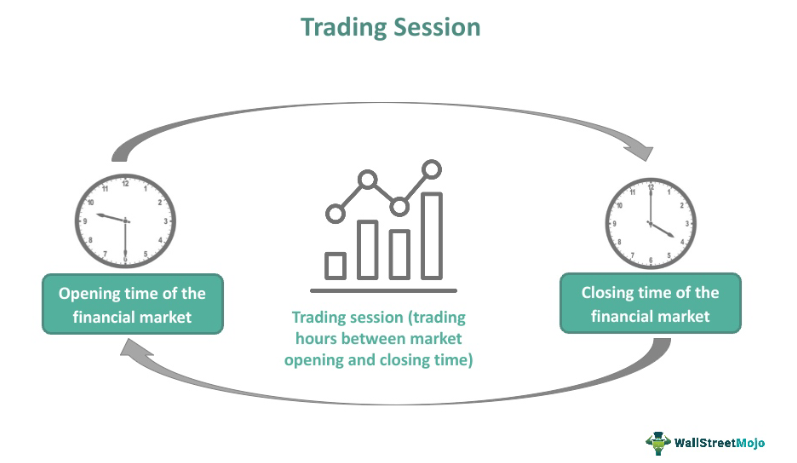 Trading Session
12
11
1
10
2
9
3
8
4
7
5
6
Opening time of the
financial market
Trading session (trading
hours between market
opening and closing time)
12
11
1
10
2
9
3
8
4
7
5
6
Closing time of the
financial market
WallStreetMojo